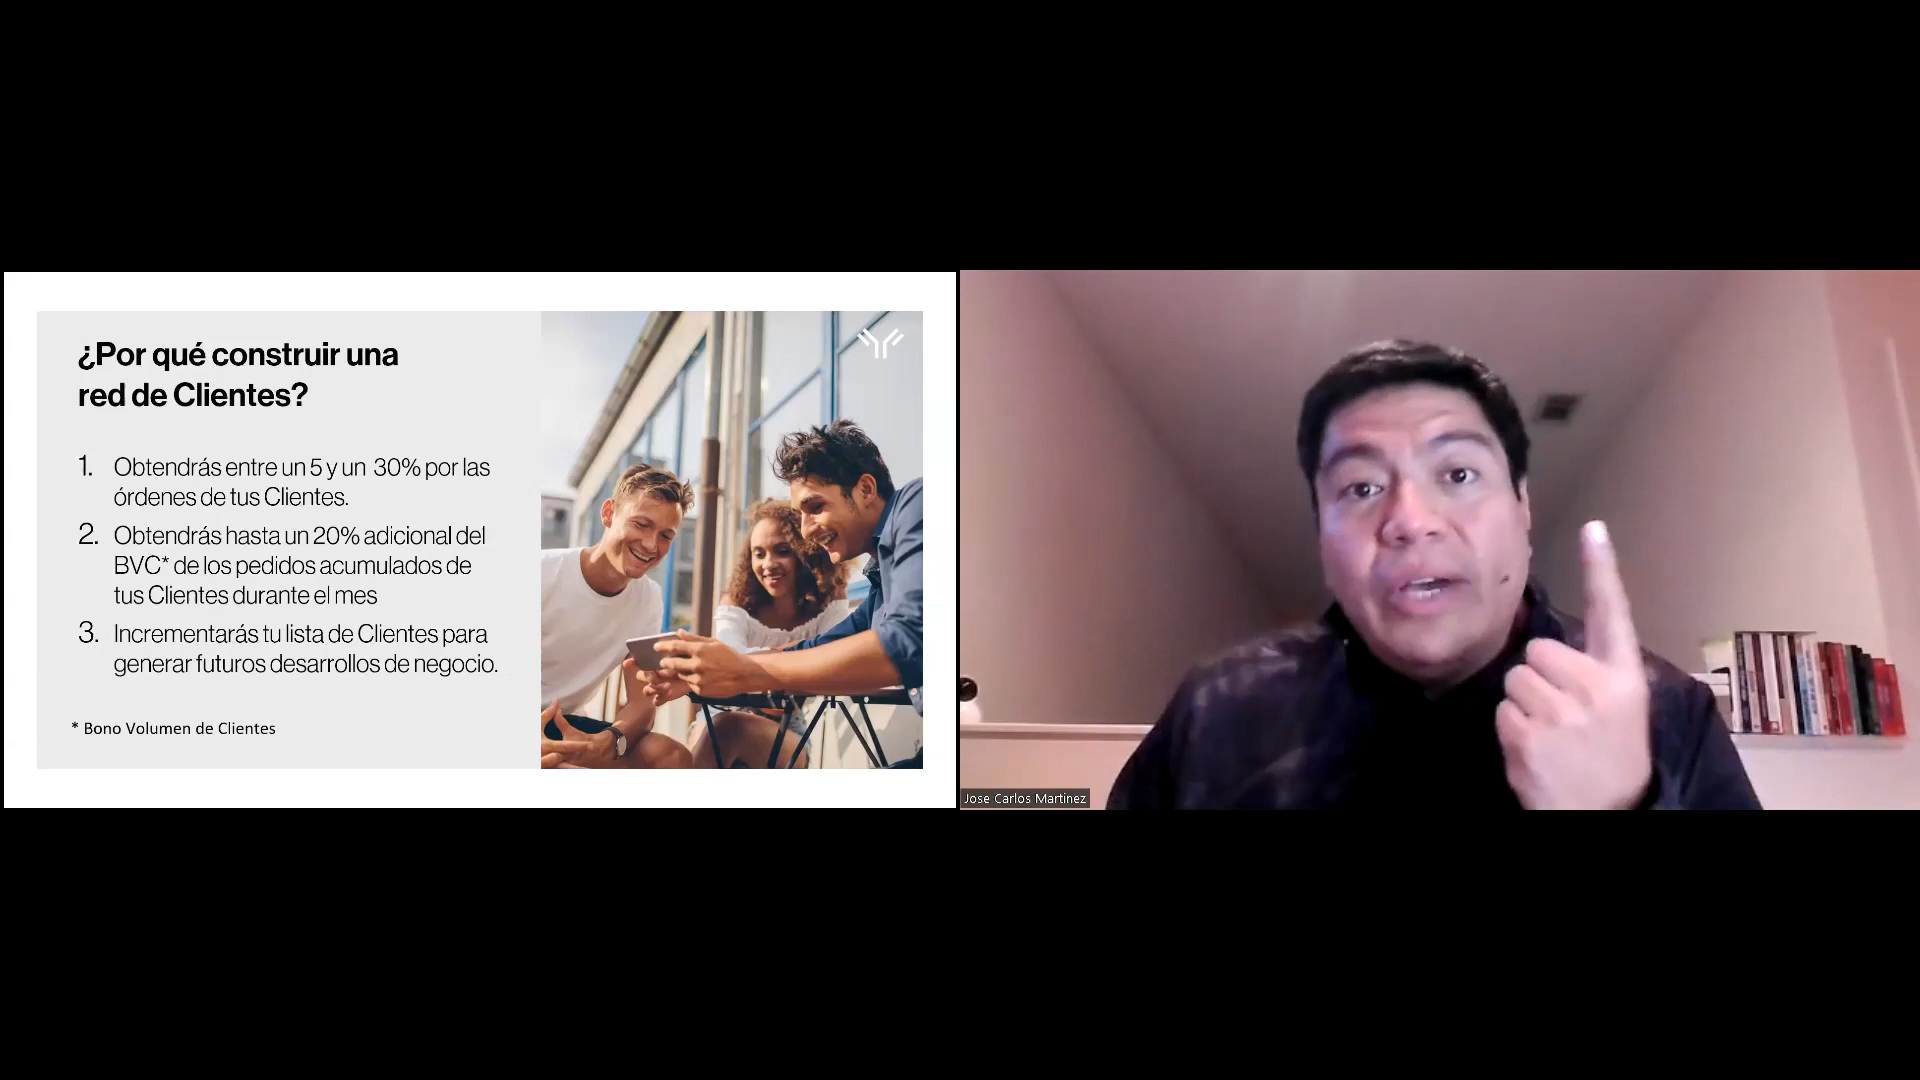 ¿Por qué construir una
red de Clientes?
1. Obtendrás entre un 5 y un 30% por las
órdenes de tus Clientes.
2. Obtendrás hasta un 20% adicional del
BVC* de los pedidos acumulados de
tus Clientes durante el mes
3. Incrementarás tu lista de Clientes para
generar futuros desarrollos de negocio.
* Bono Volumen de Clientes
Jose Carlos Martinez